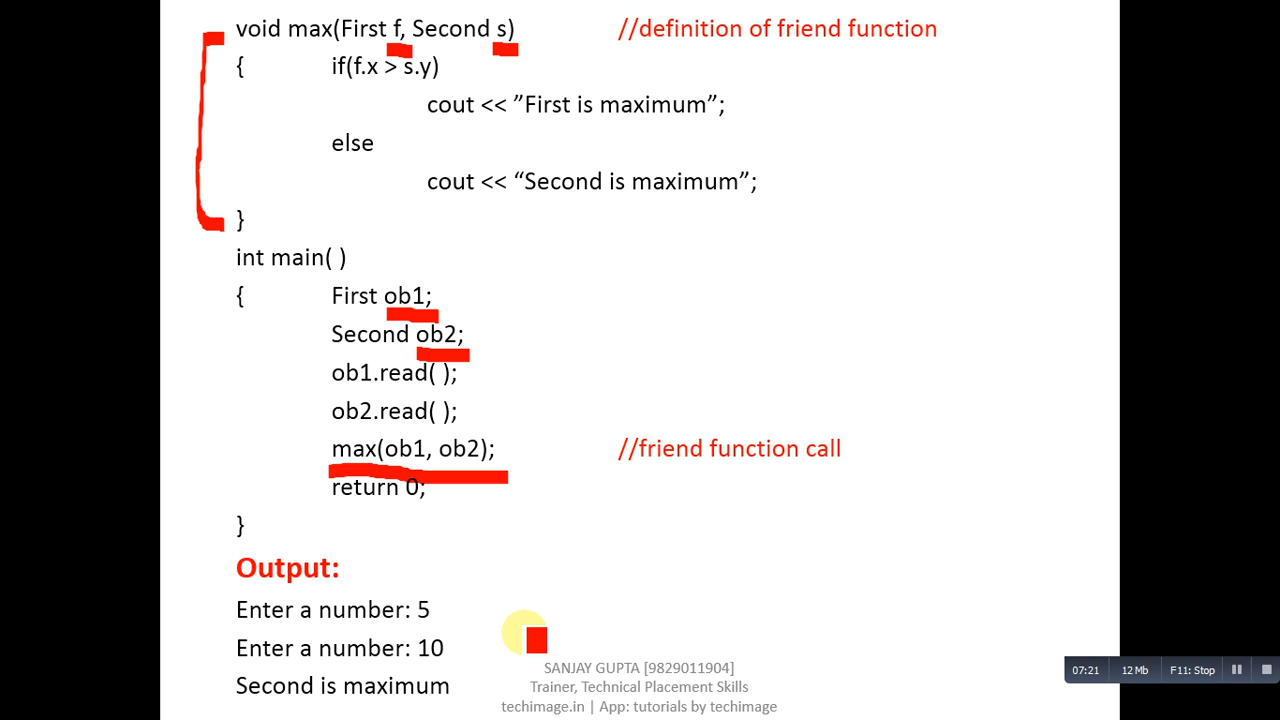 void max(First f, Second s) //definition of friend function
{ if(f.x > s.y)
cout << ”First is maximum”;
else
cout << “Second is maximum”;
}
int main( )
{ First ob1;
Second ob2;
ob1.read( );
ob2.read( );
max(ob1, ob2); //friend function call
return 0;
}
Output:
Enter a number: 5
Enter a number: 10
Second is maximum
SANJAY GUPTA [9829011904]
Trainer, Technical Placement Skills
techimage.in | App: tutorials by techimage
07:21 12 Mb F11: Stop